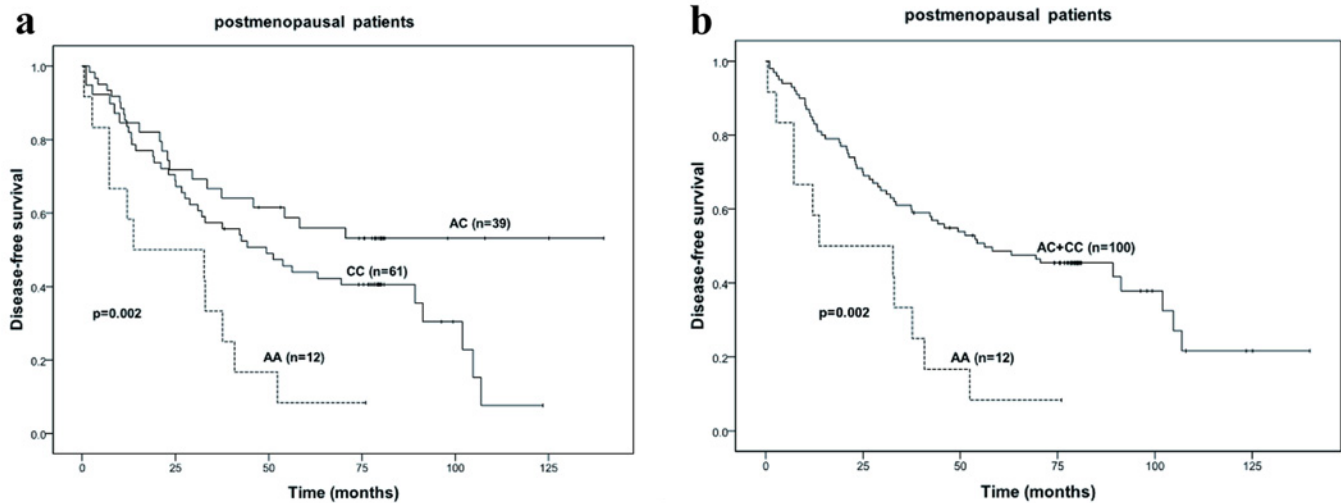 a
postmenopausal patients
Disease-free survival
1.0
0.8
0.6
0.4
0.2
0.0
AC (n=39)
CC (n=61)
p=0.002
AA (n=12)
0 25 50 75 100 125
Time (months)
b
postmenopausal patients
Disease-free survival
1.0
0.8
0.6
0.4
0.2
0.0
AC+CC (n=100)
p=0.002
AA (n=12)
0 25 50 75 100 125
Time (months)